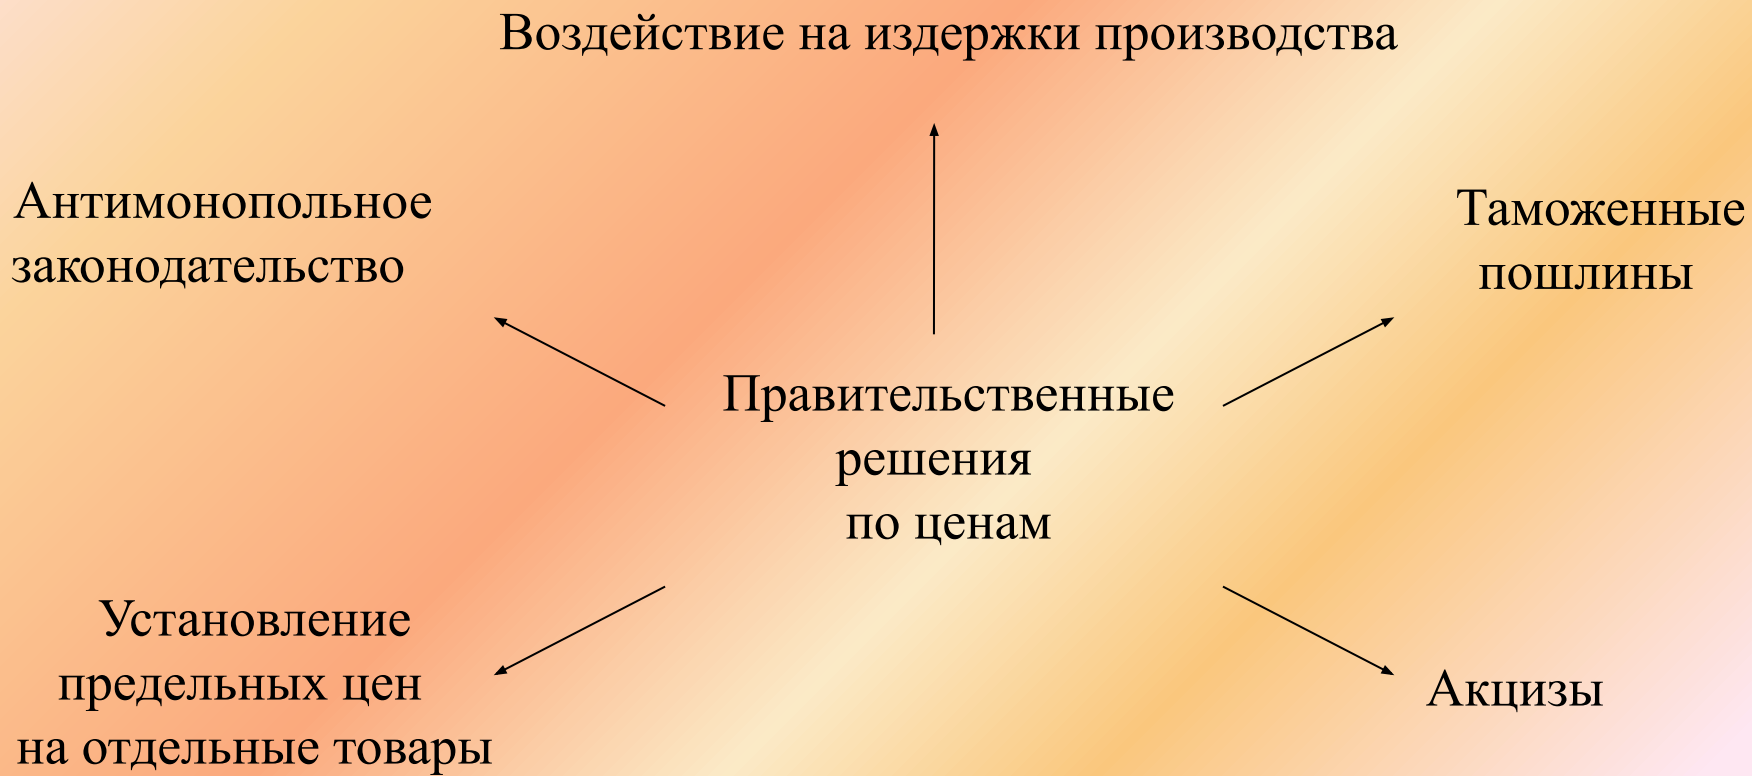 Воздействие на издержки производства
Антимонопольное
законодательство
Таможенные
пошлины
Правительственные
решения
по ценам
Установление
предельных цен
на отдельные товары
Акцизы